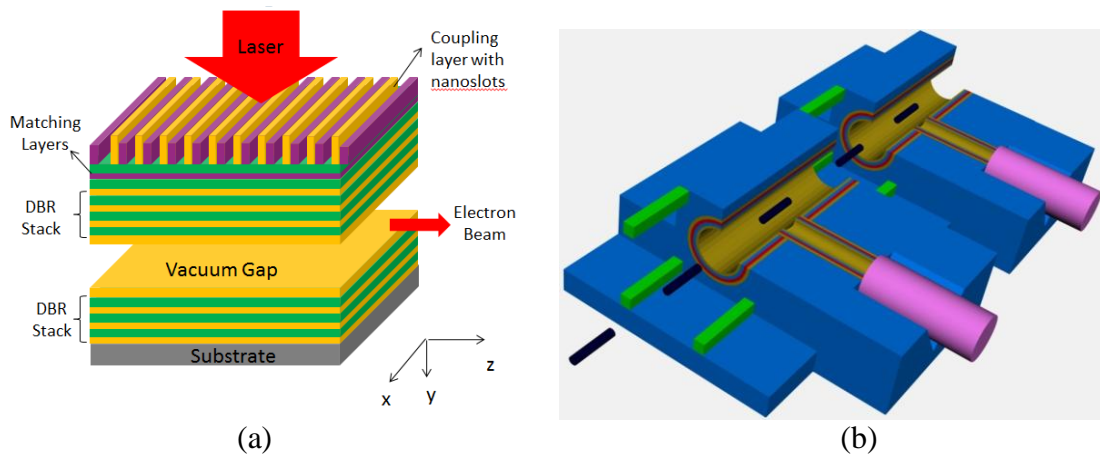 Laser
Coupling
layer with
nanoslots
Matching
Layers
DBR
Stack
Electron
Beam
Vacuum Gap
DBR
Stack
Substrate
z
x
y
(a)
(b)